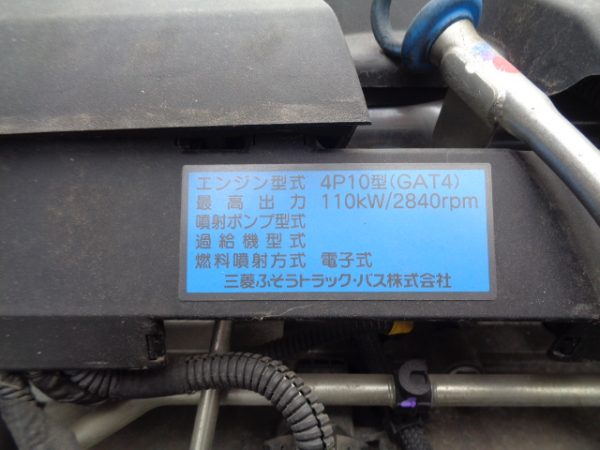 エンジン型式 4P10型(GAT4)
最高出力 110kW/2840rpm
噴射ポンプ型式
過給機型式
燃料噴射方式 電子式
三菱ふそうトラック・バス株式会社